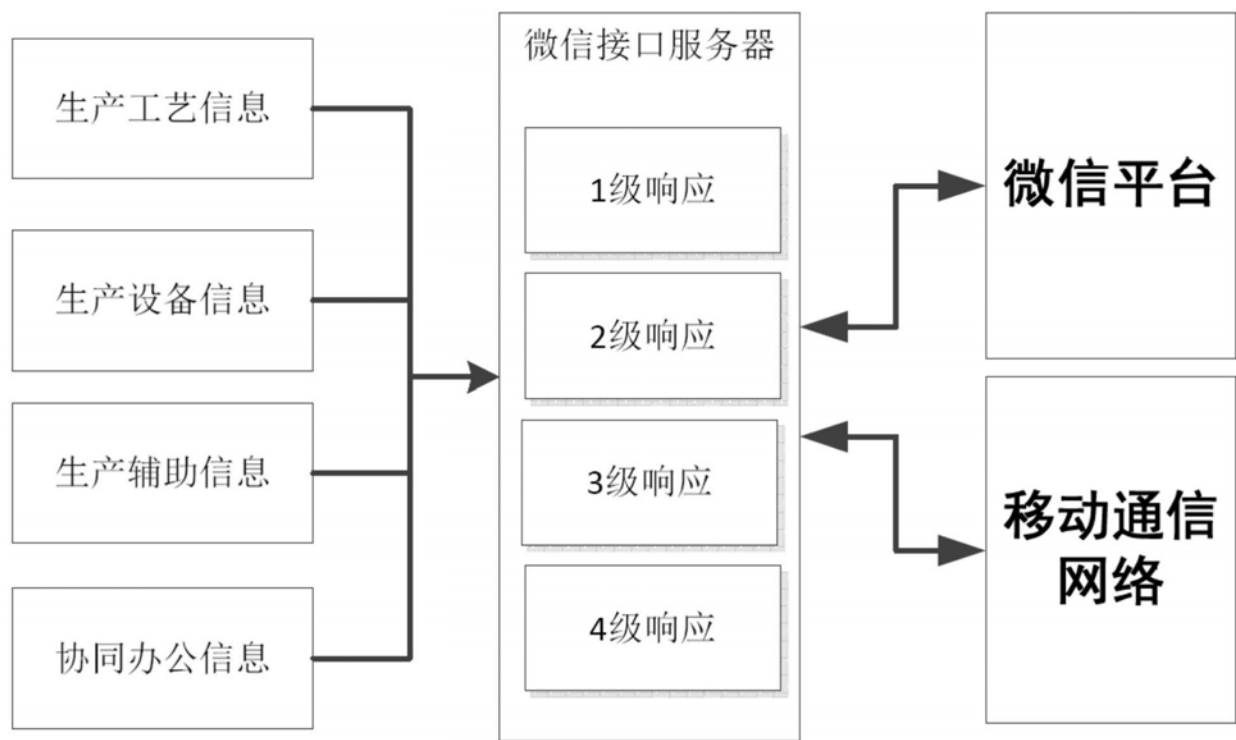 生产工艺信息
生产设备信息
生产辅助信息
协同办公信息
微信接口服务器
1级响应
2级响应
3级响应
4级响应
微信平台
移动通信
网络